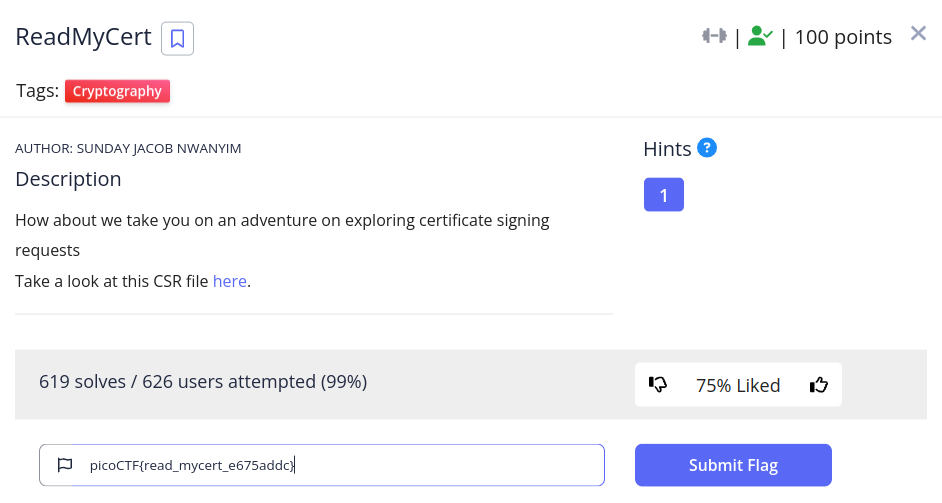 ReadMyCert
| | 100 points
Tags: Cryptography
AUTHOR: SUNDAY JACOB NWANYIM
Description
How about we take you on an adventure on exploring certificate signing
requests
Take a look at this CSR file here.
Hints ?
1
619 solves / 626 users attempted (99%)
75% Liked
picoCTF{read_mycert_e675addc}
Submit Flag